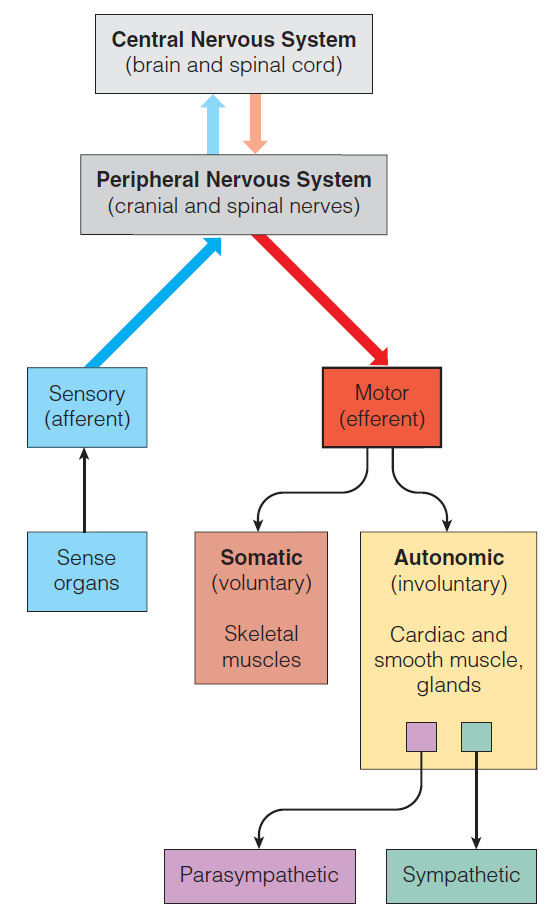 Central Nervous System
(brain and spinal cord)
Peripheral Nervous System
(cranial and spinal nerves)
Sensory
(afferent)
Motor
(efferent)
Sense
organs
Somatic
(voluntary)
Skeletal
muscles
Autonomic
(involuntary)
Cardiac and
smooth muscle,
glands
Parasympathetic
Sympathetic